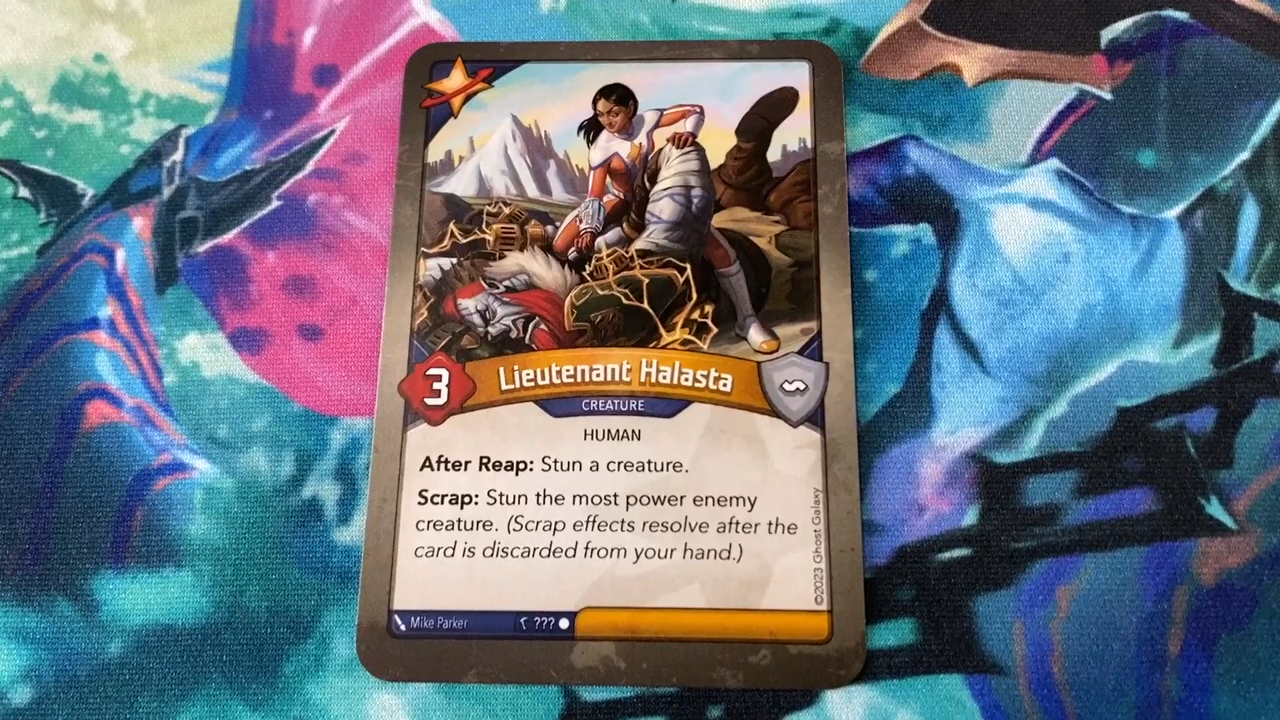 3
Lieutenant Halasta
CREATURE
HUMAN
After Reap: Stun a creature.
Scrap: Stun the most power enemy
creature. (Scrap effects resolve after the
card is discarded from your hand.)
©2023 Ghost Galaxy
Mike Parker
???